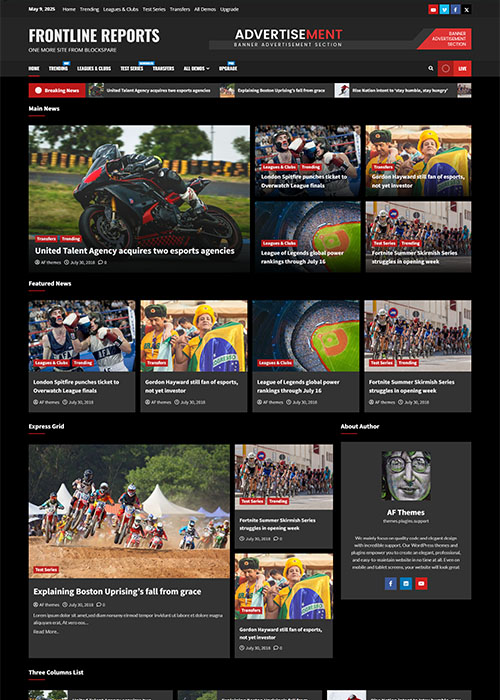 May 9, 2025 Home Trending Leagues & Clubs Test Series Transfers All Demos Upgrade
FRONTLINE REPORTS
ONE MORE SITE FROM BLOCKSPARE
ADVERTISEMENT
BANNER ADVERTISEMENT SECTION
BANNER
ADVERTISEMENT
SECTION
HOME TRENDING LEAGUES & CLUBS TEST SERIES TRANSFERS ALL DEMOS UPGRADE
LIVE
Breaking News United Talent Agency acquires two esports agencies Explaining Boston Uprising's fall from grace Rise Nation intent to 'stay humble, stay hungry'
Main News
Transfers Trending
United Talent Agency acquires two esports agencies
AF themes July 30, 2018 0
Leagues & Clubs Trending
London Spitfire punches ticket to
Overwatch League finals
Transfers
Gordon Hayward still fan of esports,
not yet investor
Leagues & Clubs
League of Legends global power
rankings through July 16
Test Series Trending
Fortnite Summer Skirmish Series
struggles in opening week
Featured News
Leagues & Clubs Trending
London Spitfire punches ticket to
Overwatch League finals
AF themes July 30, 2018
Transfers
Gordon Hayward still fan of esports,
not yet investor
AF themes July 30, 2018
Leagues & Clubs
League of Legends global power
rankings through July 16
AF themes July 30, 2018
Test Series Trending
Fortnite Summer Skirmish Series
struggles in opening week
AF themes July 30, 2018
Express Grid
Test Series
Explaining Boston Uprising's fall from grace
AF themes July 30, 2018 0
Lorem ipsum dolor sit amet,sed diam nonumy eirmod tempor invidunt ut labore et dolore magna
aliquyam erat, At vero eos...
Read More..
Test Series Trending
Fortnite Summer Skirmish Series
struggles in opening week
July 30, 2018 0
Transfers
Gordon Hayward still fan of esports,
not yet investor
July 30, 2018 0
About Author
AF Themes
themes.plugins.support
We mainly focus on quality code and elegant design
with incredible support. Our WordPress themes and
plugins empower you to create an elegant, professional,
and easy-to-maintain website in no time at all. Even on
mobile and tablet screens, your website will look great
Three Columns List